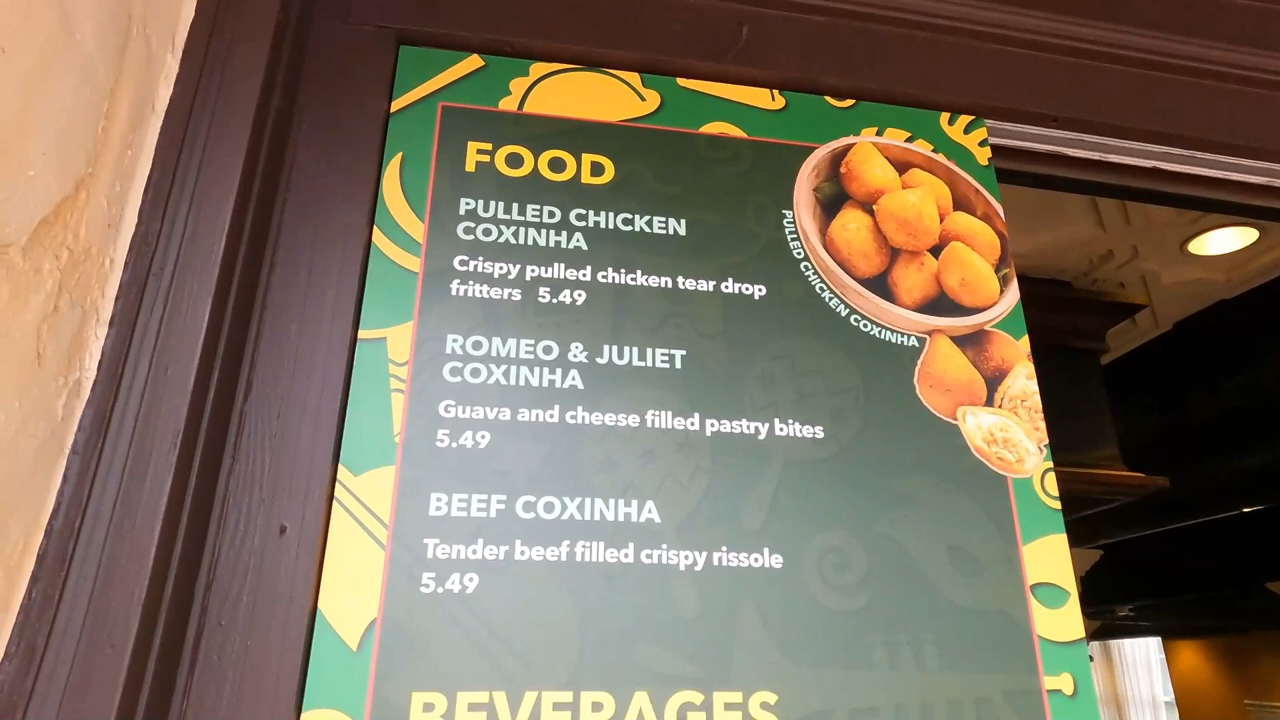 FOOD
PULLED CHICKEN
COXINHA
Crispy pulled chicken tear drop
fritters 5.49
PULLED CHICKEN COXINHA
ROMEO & JULIET
COXINHA
Guava and cheese filled pastry bites
5.49
BEEF COXINHA
Tender beef filled crispy rissole
5.49
BEVERAGES